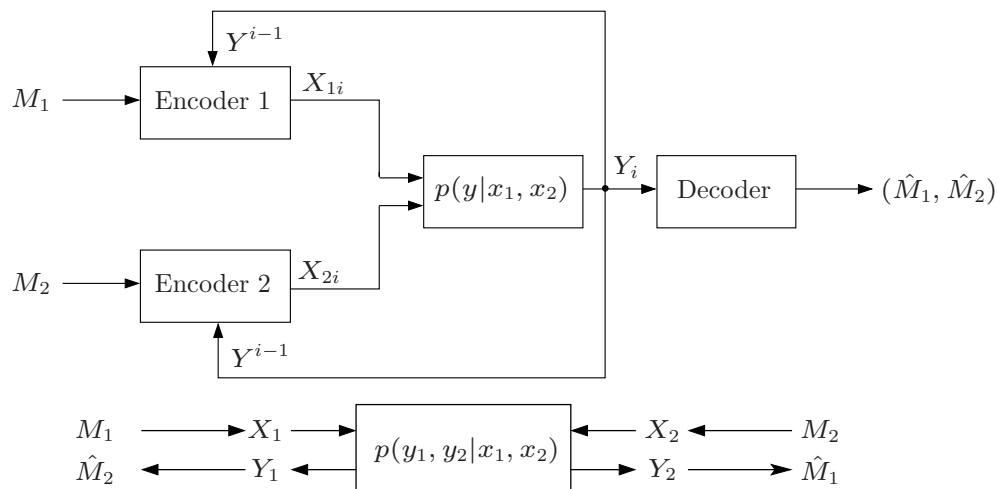 Y^{i−1}
M_1
Encoder 1
X_{1i}
p(y|x_1, x_2)
Y_i
Decoder
(\hat{M}_1, \hat{M}_2)
M_2
Encoder 2
X_{2i}
Y^{i−1}
M_1 X_1 p(y_1, y_2|x_1, x_2) X_2 M_2
\hat{M}_2 Y_1 Y_2 \hat{M}_1